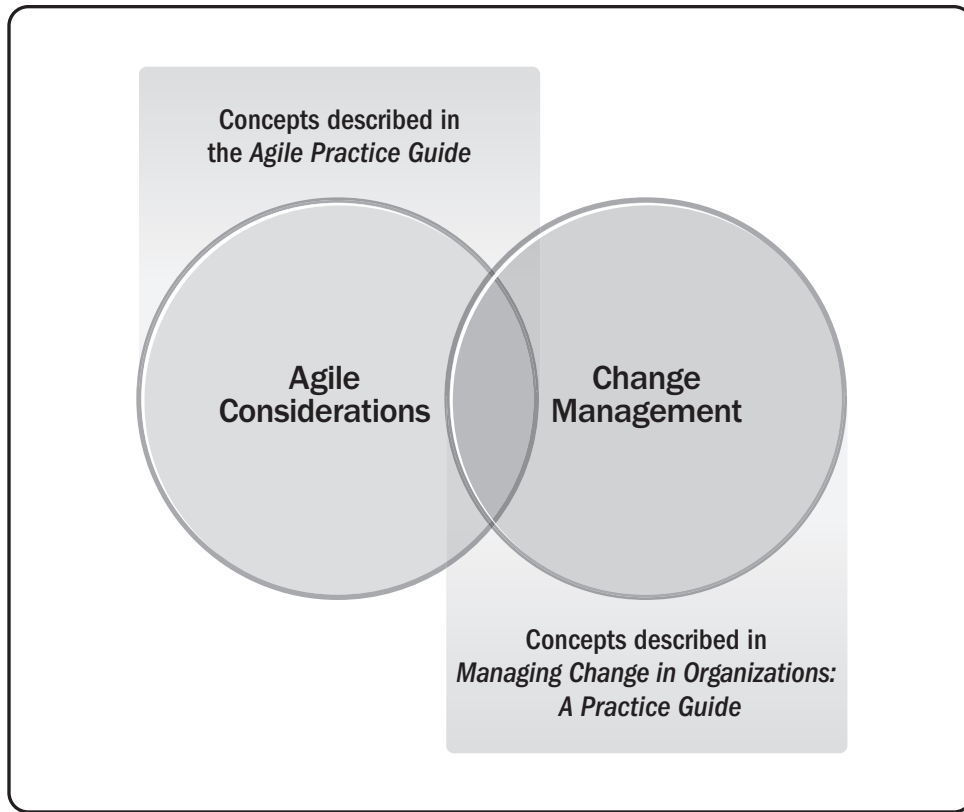 Concepts described in
the Agile Practice Guide
Agile
Considerations
Change
Management
Concepts described in
Managing Change in Organizations:
A Practice Guide